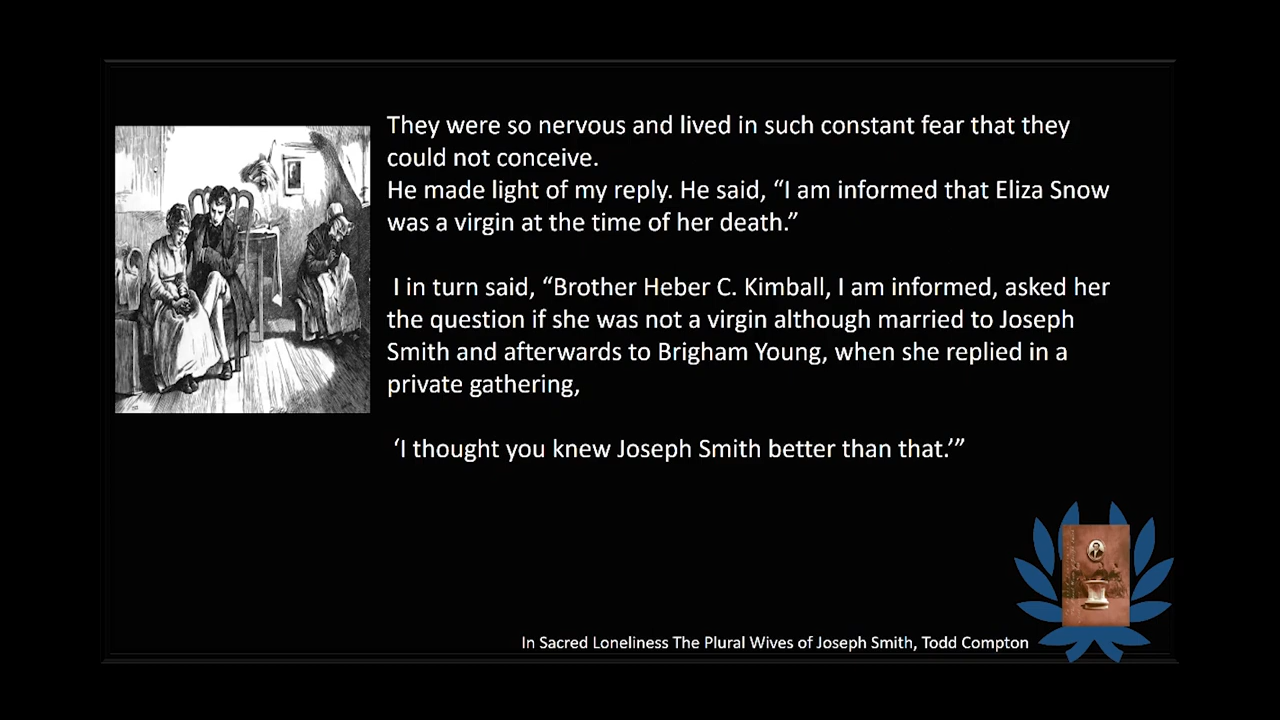 They were so nervous and lived in such constant fear that they
could not conceive.
He made light of my reply. He said, “I am informed that Eliza Snow
was a virgin at the time of her death.”
I in turn said, “Brother Heber C. Kimball, I am informed, asked her
the question if she was not a virgin although married to Joseph
Smith and afterwards to Brigham Young, when she replied in a
private gathering,
‘I thought you knew Joseph Smith better than that.’”
In Sacred Loneliness The Plural Wives of Joseph Smith, Todd Compton